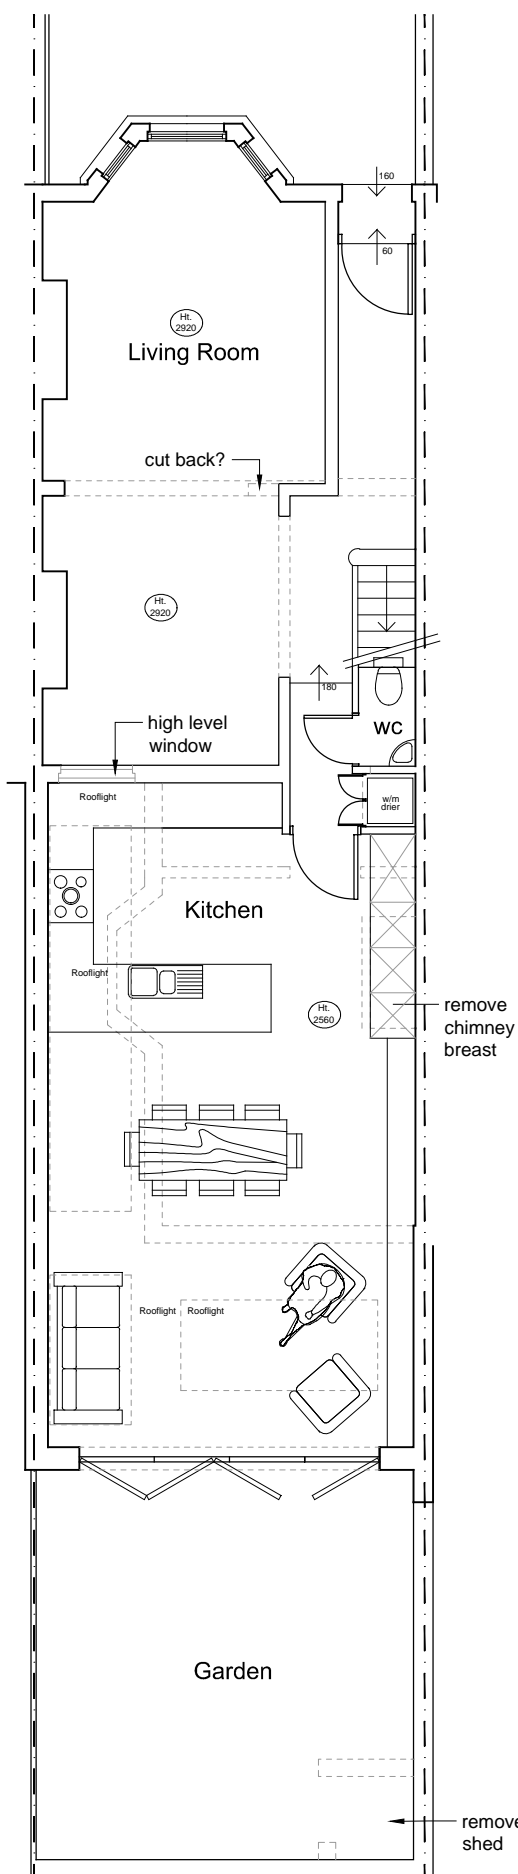 160
60
Ht.
2920
Living Room
cut back?
Ht.
2920
180
WC
high level
window
w/m
drier
Rooflight
Kitchen
Rooflight
Ht.
2560
remove
chimney
breast
Rooflight
Rooflight
Garden
remove
shed